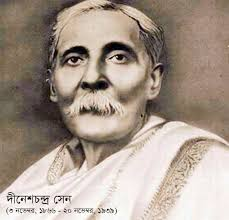 দীনেশচন্দ্র সেন
(৩ নভেম্বর, ১৮৬৬ - ২০ নভেম্বর, ১৯৩৯)